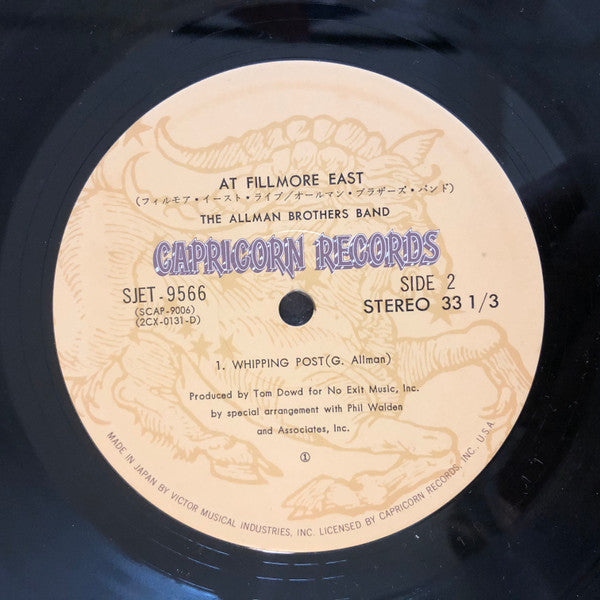 AT FILLMORE EAST
(フィルモア・イースト・ライブ/オールマン・ブラザーズ・バンド)
THE ALLMAN BROTHERS BAND
CAPRICORN RECORDS
SJET-9566
(SCAP-9006)
(2CX-0131-D)
SIDE 2
STEREO 33 1/3
1. WHIPPING POST(G. Allman)
Produced by Tom Dowd for No Exit Music, Inc.
by special arrangement with Phil Walden
and Associates, Inc.
①
MADE IN JAPAN BY VICTOR MUSICAL INDUSTRIES, INC. LICENSED BY CAPRICORN RECORDS, INC., U.S.A.